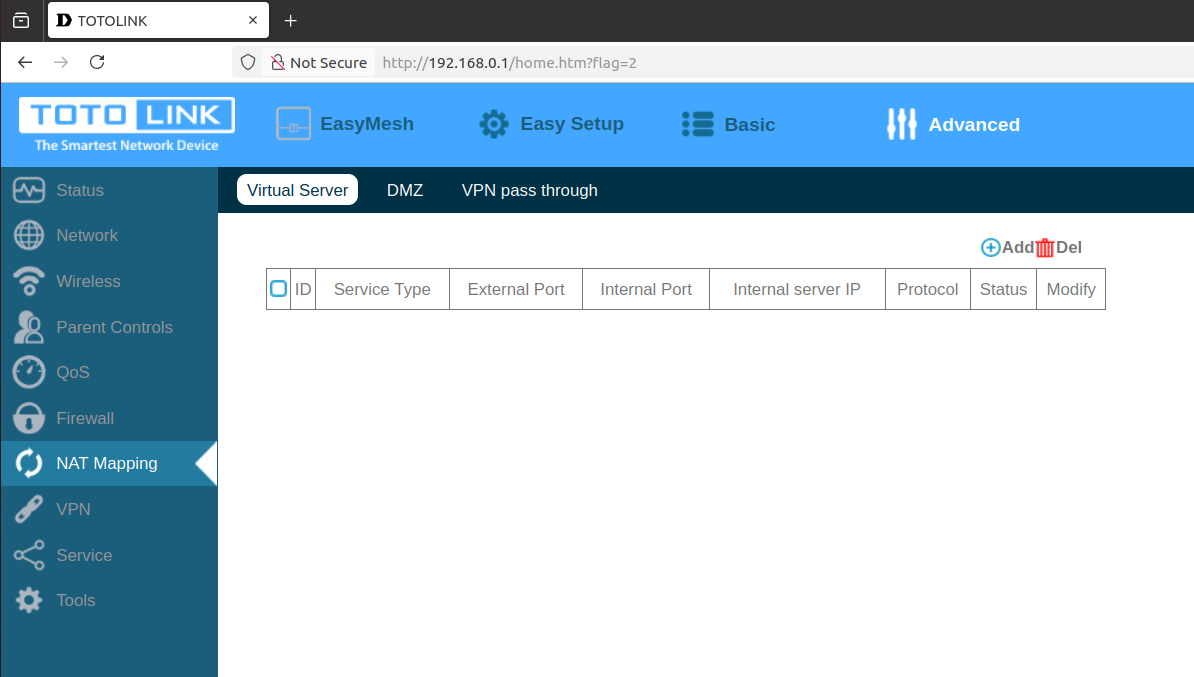 TOTOLINK
Not Secure http://192.168.0.1/home.htm?flag=2
TOTO LINK
The Smartest Network Device
EasyMesh
Easy Setup
Basic
Advanced
Status
Network
Wireless
Parent Controls
QoS
Firewall
NAT Mapping
VPN
Service
Tools
Virtual Server
DMZ
VPN pass through
Add Del
ID Service Type External Port Internal Port Internal server IP Protocol Status Modify